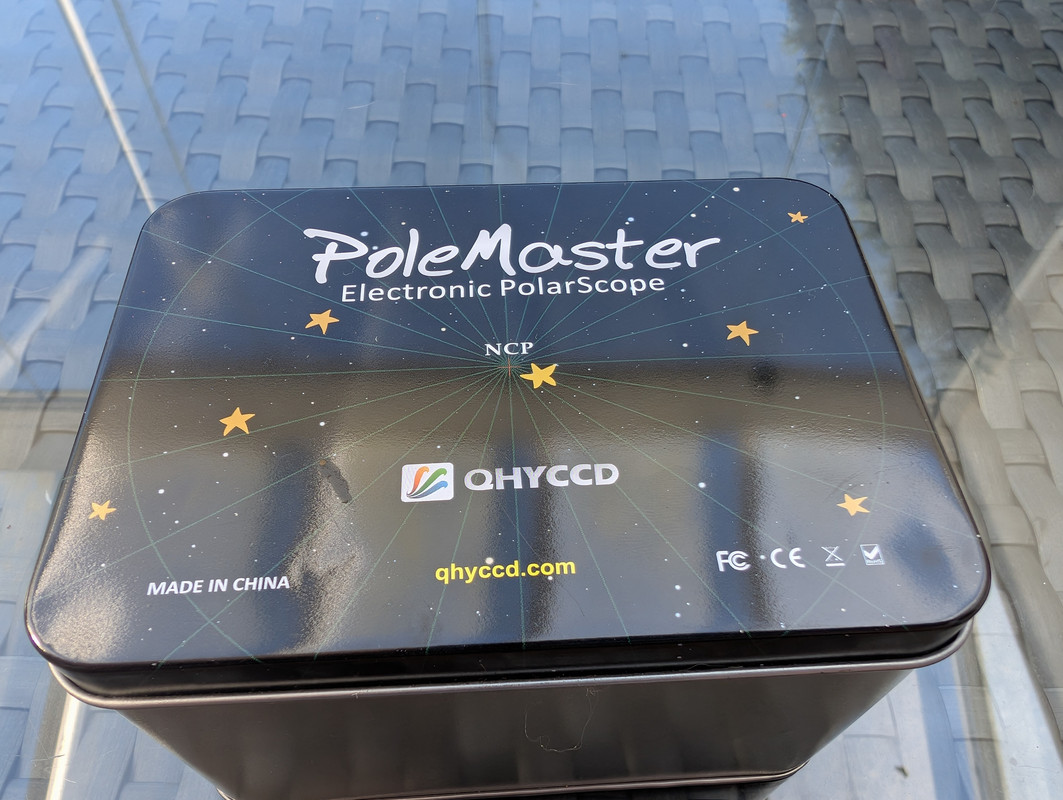 PoleMaster
Electronic PolarScope
NCP
QHYCCD
qhyccd.com
MADE IN CHINA
FC CE